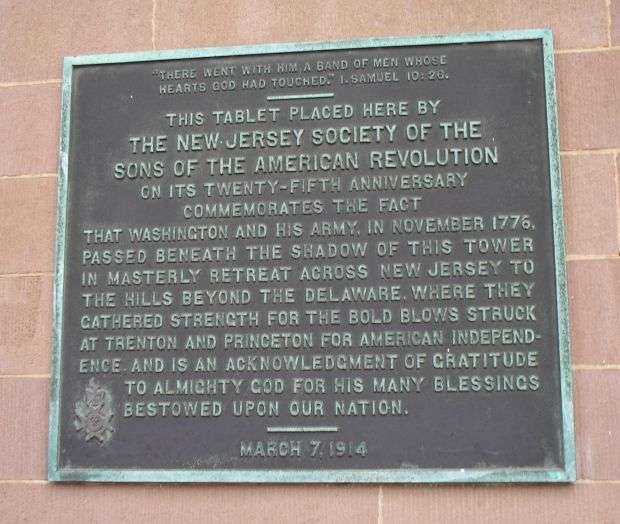 "THERE WENT WITH HIM A BAND OF MEN WHOSE
HEARTS GOD HAD TOUCHED." I. SAMUEL 10:26.
THIS TABLET PLACED HERE BY
THE NEW-JERSEY SOCIETY OF THE
SONS OF THE AMERICAN REVOLUTION
ON ITS TWENTY-FIFTH ANNIVERSARY
COMMEMORATES THE FACT
THAT WASHINGTON AND HIS ARMY, IN NOVEMBER 1776,
PASSED BENEATH THE SHADOW OF THIS TOWER
IN MASTERLY RETREAT ACROSS NEW JERSEY TO
THE HILLS BEYOND THE DELAWARE, WHERE THEY
GATHERED STRENGTH FOR THE BOLD BLOWS STRUCK
AT TRENTON AND PRINCETON FOR AMERICAN INDEPEND-
ENCE, AND IS AN ACKNOWLEDGMENT OF GRATITUDE
TO ALMIGHTY GOD FOR HIS MANY BLESSINGS
BESTOWED UPON OUR NATION.
MARCH 7, 1914